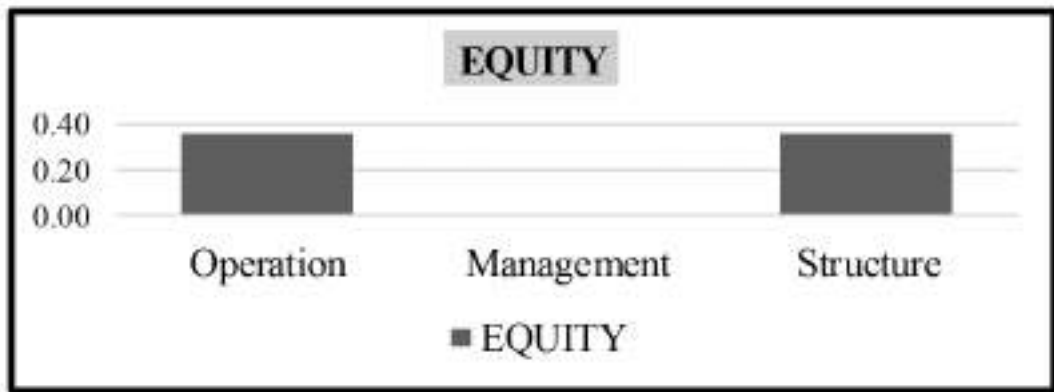 EQUITY
0.40
0.20
0.00
Operation Management Structure
EQUITY